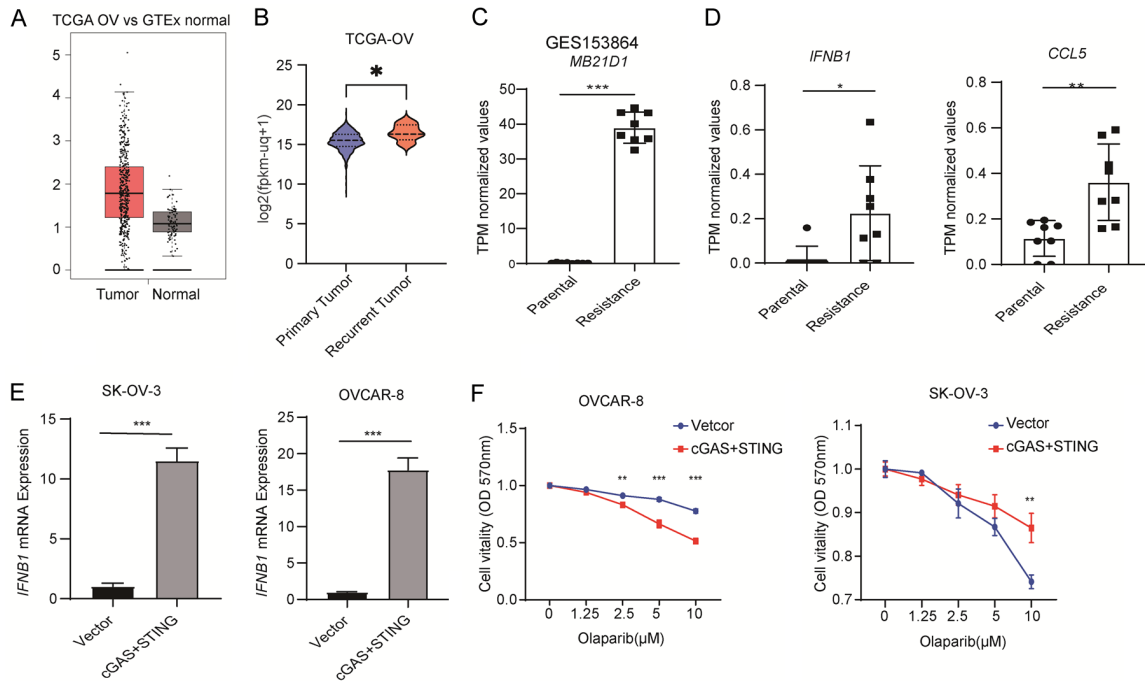 A
TCGA OV vs GTEx normal
5
4
3
2
1
0
Tumor Normal
B
TCGA-OV
*
log2(fpkm-uq+1)
25
20
15
10
5
0
Primary Tumor
Recurrent Tumor
C
GES153864
MB21D1
***
TPM normalized values
60
40
20
0
Parental
Resistance
D
IFNB1
*
TPM normalized values
0.8
0.6
0.4
0.2
0.0
Parental
Resistance
CCL5
**
TPM normalized values
0.8
0.6
0.4
0.2
0.0
Parental
Resistance
E
SK-OV-3
***
IFNB1 mRNA Expression
15
10
5
0
Vector
cGAS+STING
OVCAR-8
***
IFNB1 mRNA Expression
25
20
15
10
5
0
Vector
cGAS+STING
F
OVCAR-8
Vetcor
cGAS+STING
** *** ***
Cell vitality (OD 570nm)
1.5
1.0
0.5
0.0
0 1.25 2.5 5 10
Olaparib(μM)
SK-OV-3
Vector
cGAS+STING
**
Cell vitality (OD 570nm)
1.1
1.0
0.9
0.8
0.7
0 1.25 2.5 5 10
Olaparib(μM)